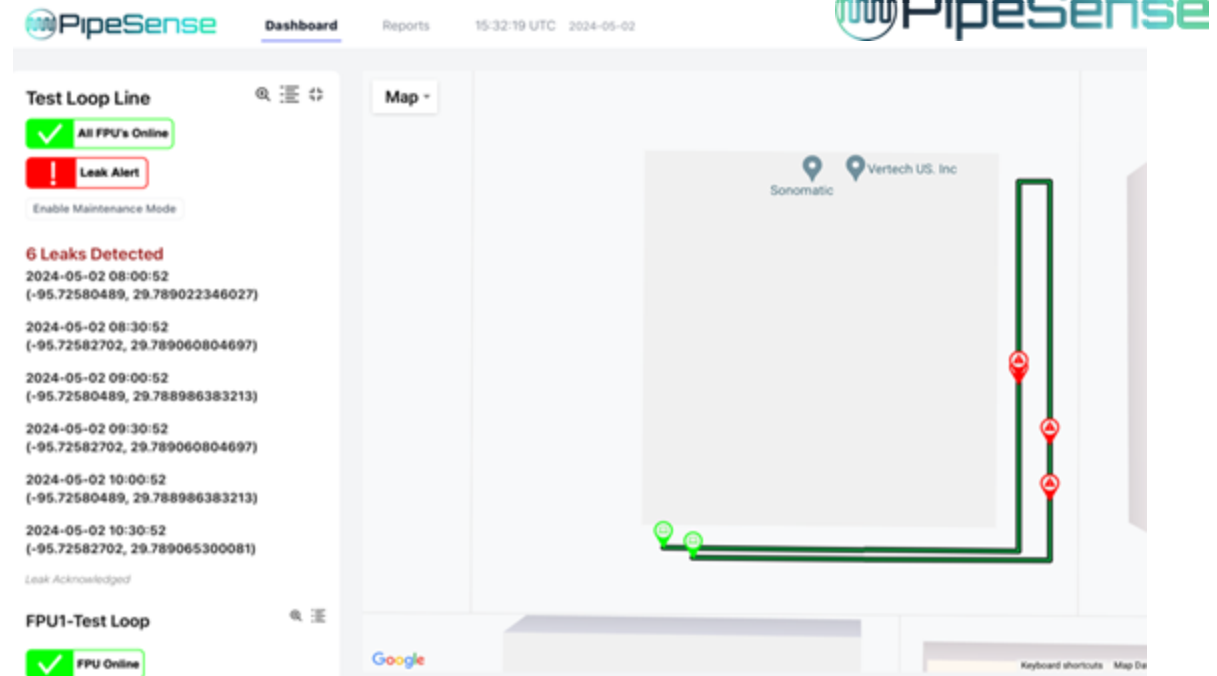 PipeSense
Dashboard
Reports
15:32:19 UTC 2024-05-02
PipeSense
Test Loop Line
All FPU's Online
Leak Alert
Enable Maintenance Mode
6 Leaks Detected
2024-05-02 08:00:52
(-95.72580489, 29.789022346027)
2024-05-02 08:30:52
(-95.72582702, 29.789060804697)
2024-05-02 09:00:52
(-95.72580489, 29.788986383213)
2024-05-02 09:30:52
(-95.72582702, 29.789060804697)
2024-05-02 10:00:52
(-95.72580489, 29.788986383213)
2024-05-02 10:30:52
(-95.72582702, 29.789065300081)
Leak Acknowledged
FPU1-Test Loop
FPU Online
Map
Sonomatic
Vertech US. Inc
Google
Keyboard shortcuts
Map Da